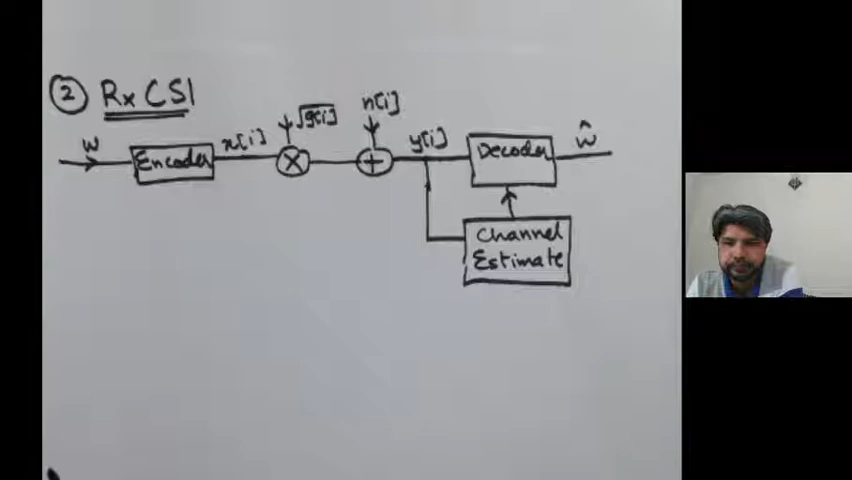 ② Rx CSI
w
Encoder
x[i]
√g[i]
×
n[i]
+
y[i]
Decoder
ŵ
Channel
Estimate